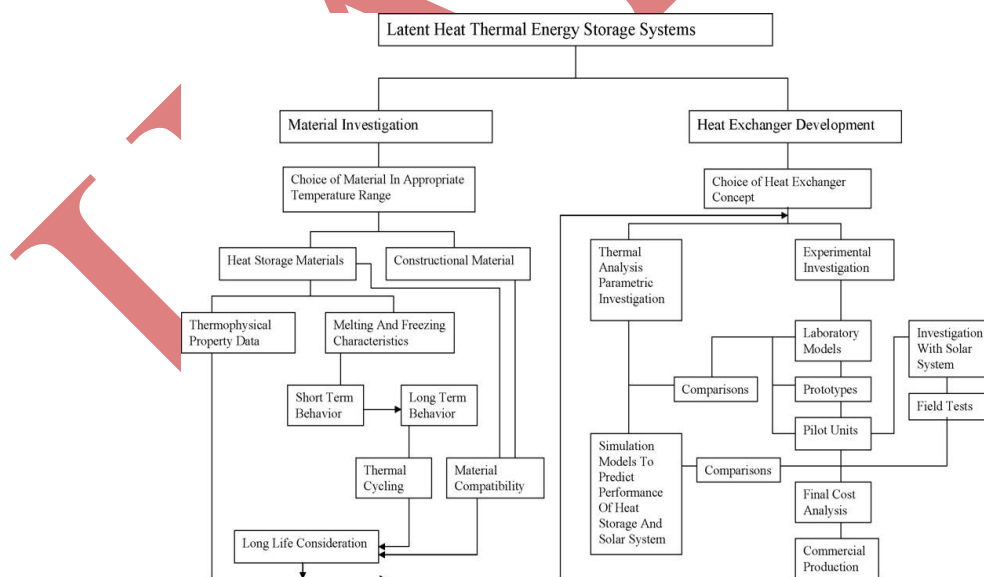 Latent Heat Thermal Energy Storage Systems
Material Investigation
Heat Exchanger Development
Choice of Material In Appropriate
Temperature Range
Choice of Heat Exchanger
Concept
Heat Storage Materials
Constructional Material
Thermal
Analysis
Parametric
Investigation
Experimental
Investigation
Thermophysical
Property Data
Melting And Freezing
Characteristics
Laboratory
Models
Investigation
With Solar
System
Short Term
Behavior
Long Term
Behavior
Comparisons
Prototypes
Field Tests
Pilot Units
Simulation
Models To
Predict
Performance
Of Heat
Storage And
Solar System
Thermal
Cycling
Material
Compatibility
Comparisons
Final Cost
Analysis
Long Life Consideration
Commercial
Production